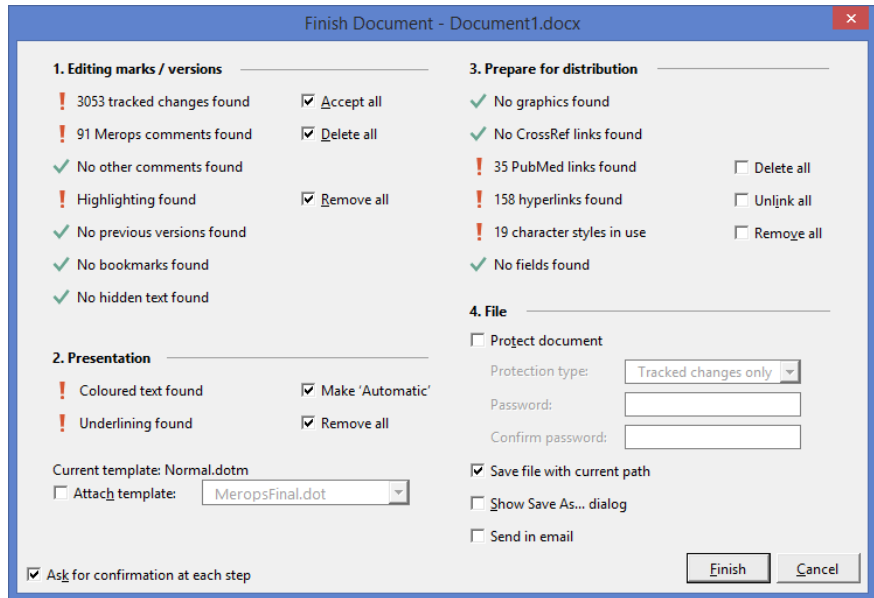 Finish Document - Document1.docx
1. Editing marks / versions
3053 tracked changes found
Accept all
91 Merops comments found
Delete all
No other comments found
Highlighting found
Remove all
No previous versions found
No bookmarks found
No hidden text found
2. Presentation
Coloured text found
Make 'Automatic'
Underlining found
Remove all
Current template: Normal.dotm
Attach template:
MeropsFinal.dot
Ask for confirmation at each step
3. Prepare for distribution
No graphics found
No CrossRef links found
35 PubMed links found
Delete all
158 hyperlinks found
Unlink all
19 character styles in use
Remove all
No fields found
4. File
Protect document
Protection type:
Tracked changes only
Password:
Confirm password:
Save file with current path
Show Save As... dialog
Send in email
Finish
Cancel